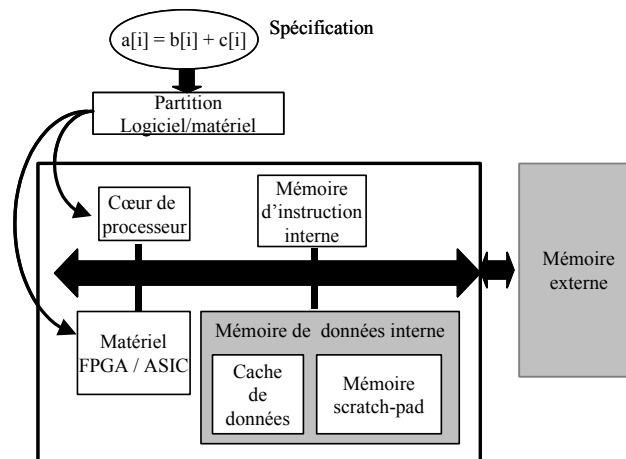 Spécification
a[i] = b[i] + c[i]
Partition
Logiciel/matériel
Cœur de
processeur
Mémoire
d'instruction
interne
Mémoire
externe
Matériel
FPGA / ASIC
Mémoire de données interne
Cache
de
données
Mémoire
scratch-pad